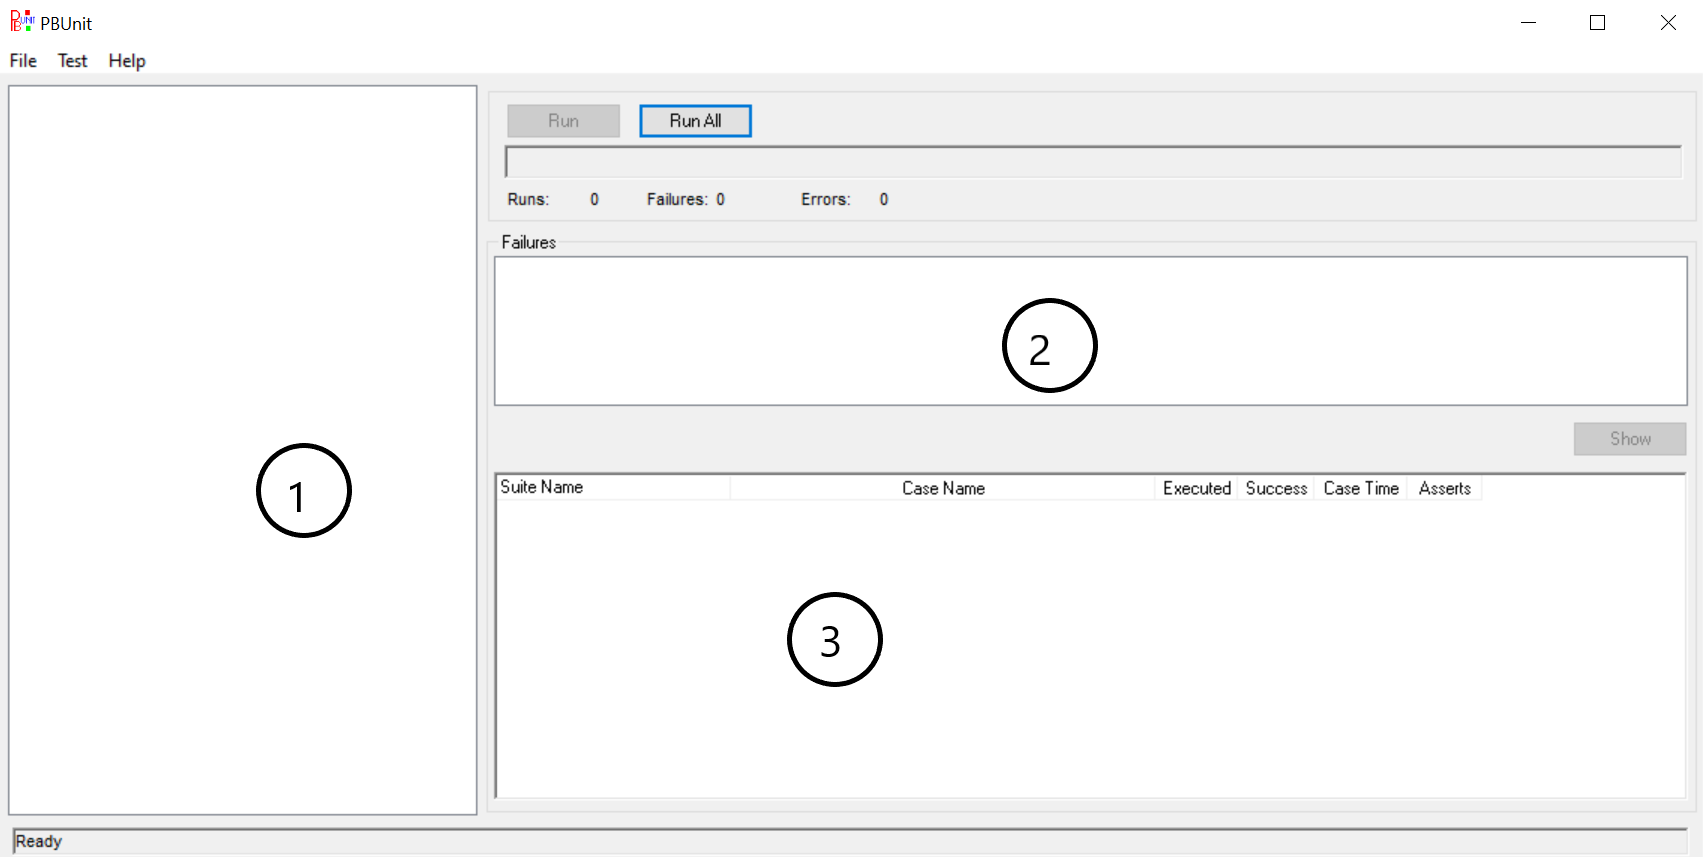 PBUNIT PBUnit
File Test Help
Run Run All
Runs: 0 Failures: 0 Errors: 0
Failures
2
Show
Suite Name Case Name Executed Success Case Time Asserts
1
3
Ready